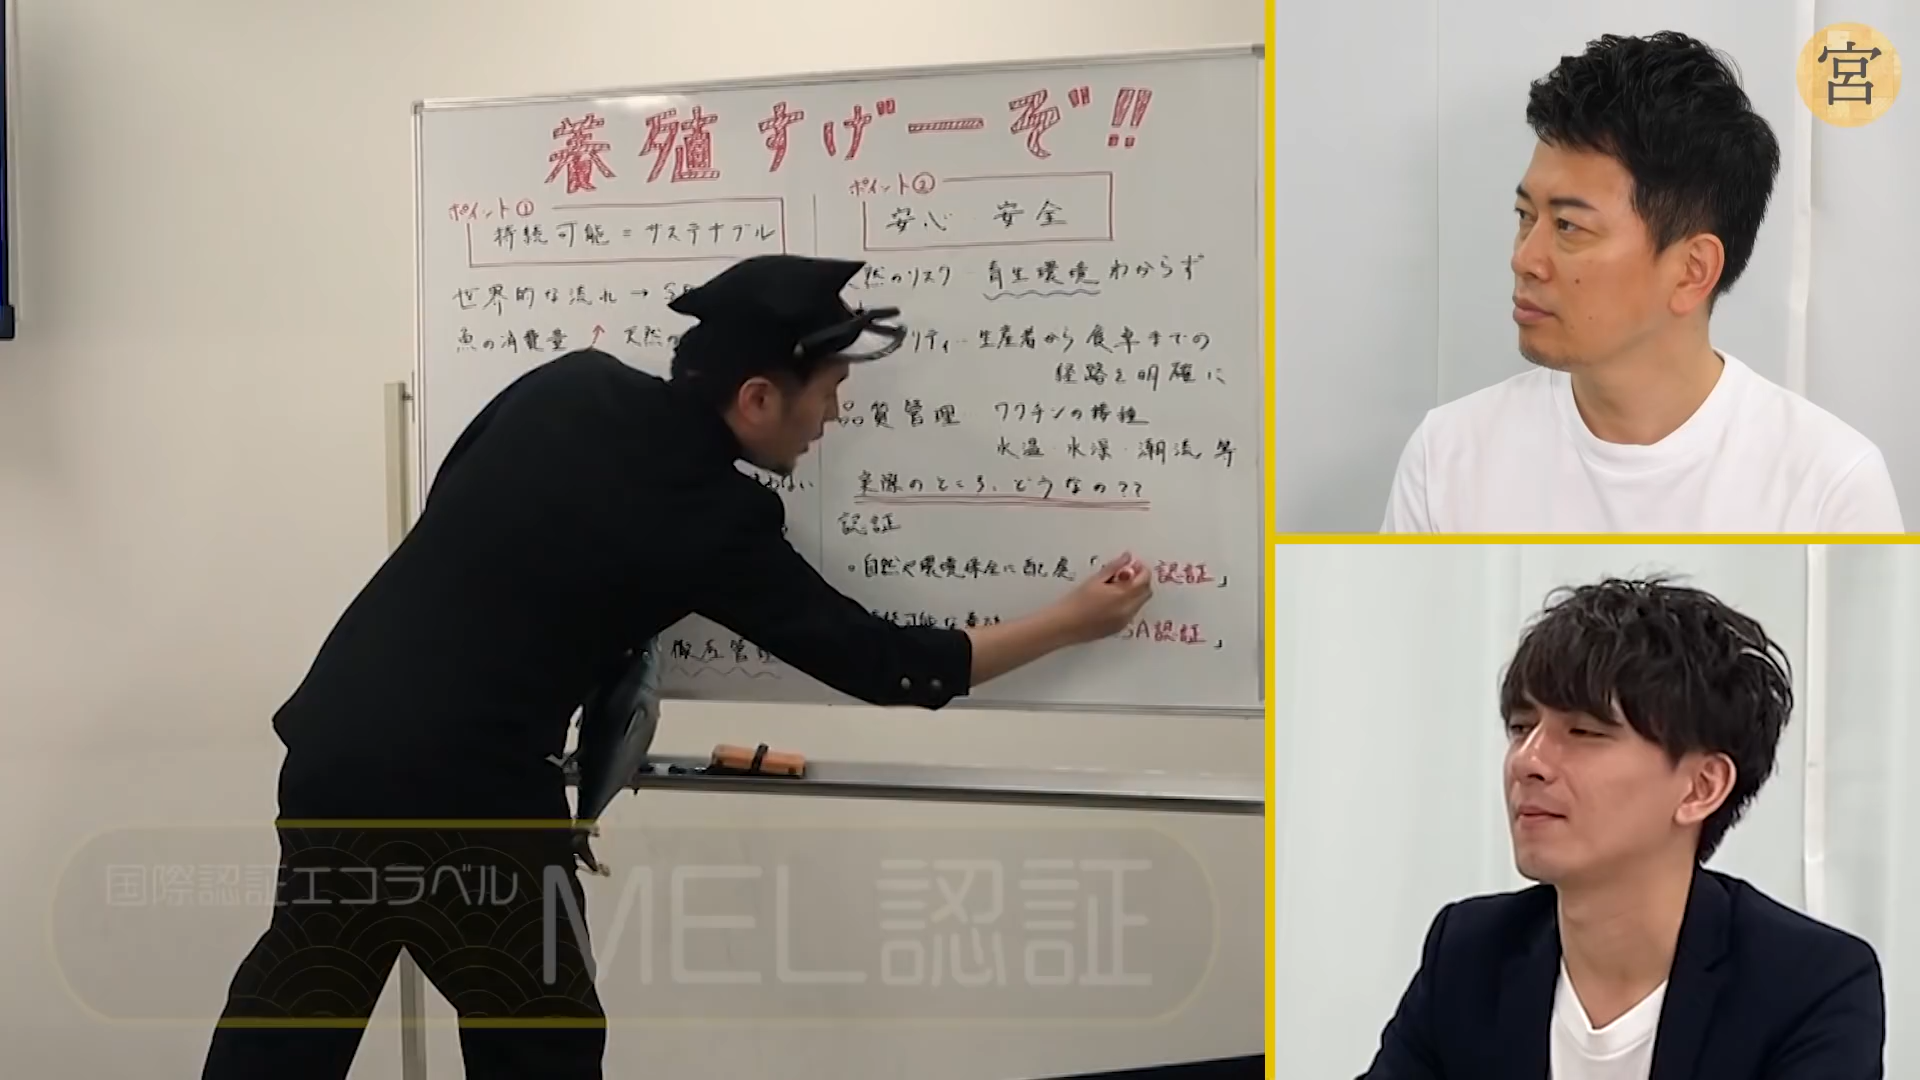 宮
養殖すげーぞ!!
ポイント①
持続可能=サステナブル
世界的な流れ→S
魚の消費量↑天然の
徹底管理
ポイント②
安心 安全
然のリスク…育生環境わからず
リティ…生産者から食卓までの
経路を明確に
品質管理…ワクチンの接種
水温・水深・潮流等
実際のところ、どうなの??
認証
・自然や環境保全に配慮「 認証」
可能な養殖 SA認証」
国際認証エコラベル MEL認証